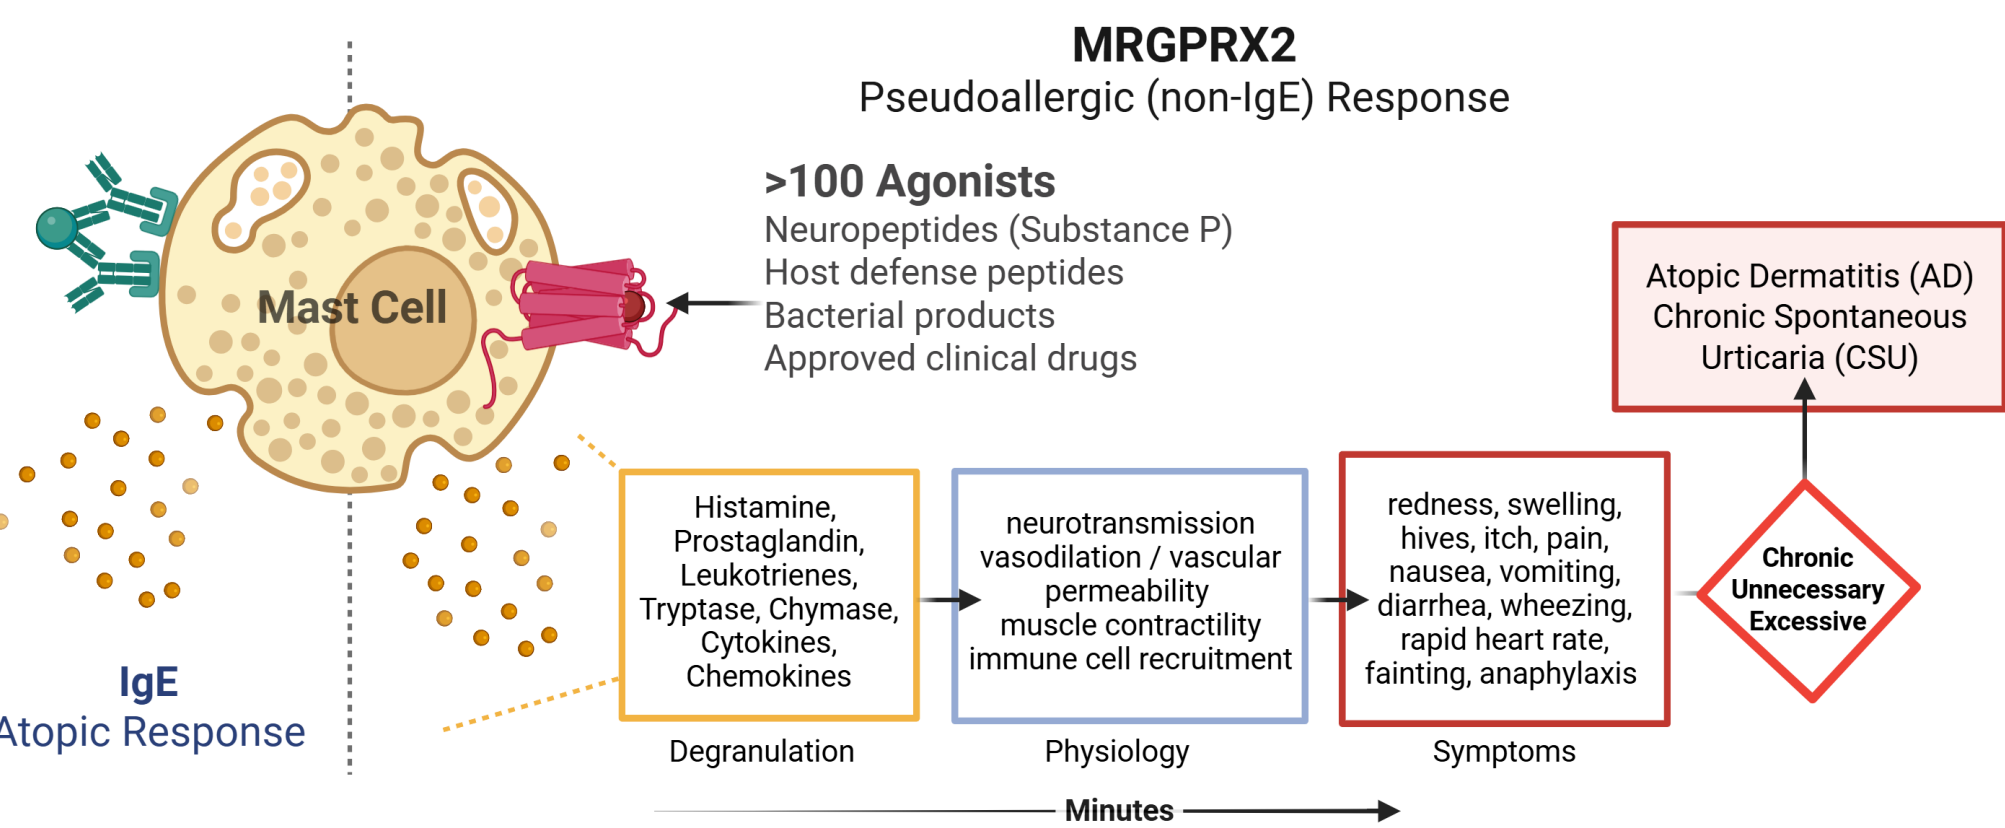 MRGPRX2
Pseudoallergic (non-IgE) Response
>100 Agonists
Neuropeptides (Substance P)
Host defense peptides
Bacterial products
Approved clinical drugs
Mast Cell
IgE
Atopic Response
Histamine,
Prostaglandin,
Leukotrienes,
Tryptase, Chymase,
Cytokines,
Chemokines
Degranulation
neurotransmission
vasodilation / vascular
permeability
muscle contractility
immune cell recruitment
Physiology
redness, swelling,
hives, itch, pain,
nausea, vomiting,
diarrhea, wheezing,
rapid heart rate,
fainting, anaphylaxis
Symptoms
Chronic
Unnecessary
Excessive
Atopic Dermatitis (AD)
Chronic Spontaneous
Urticaria (CSU)
Minutes